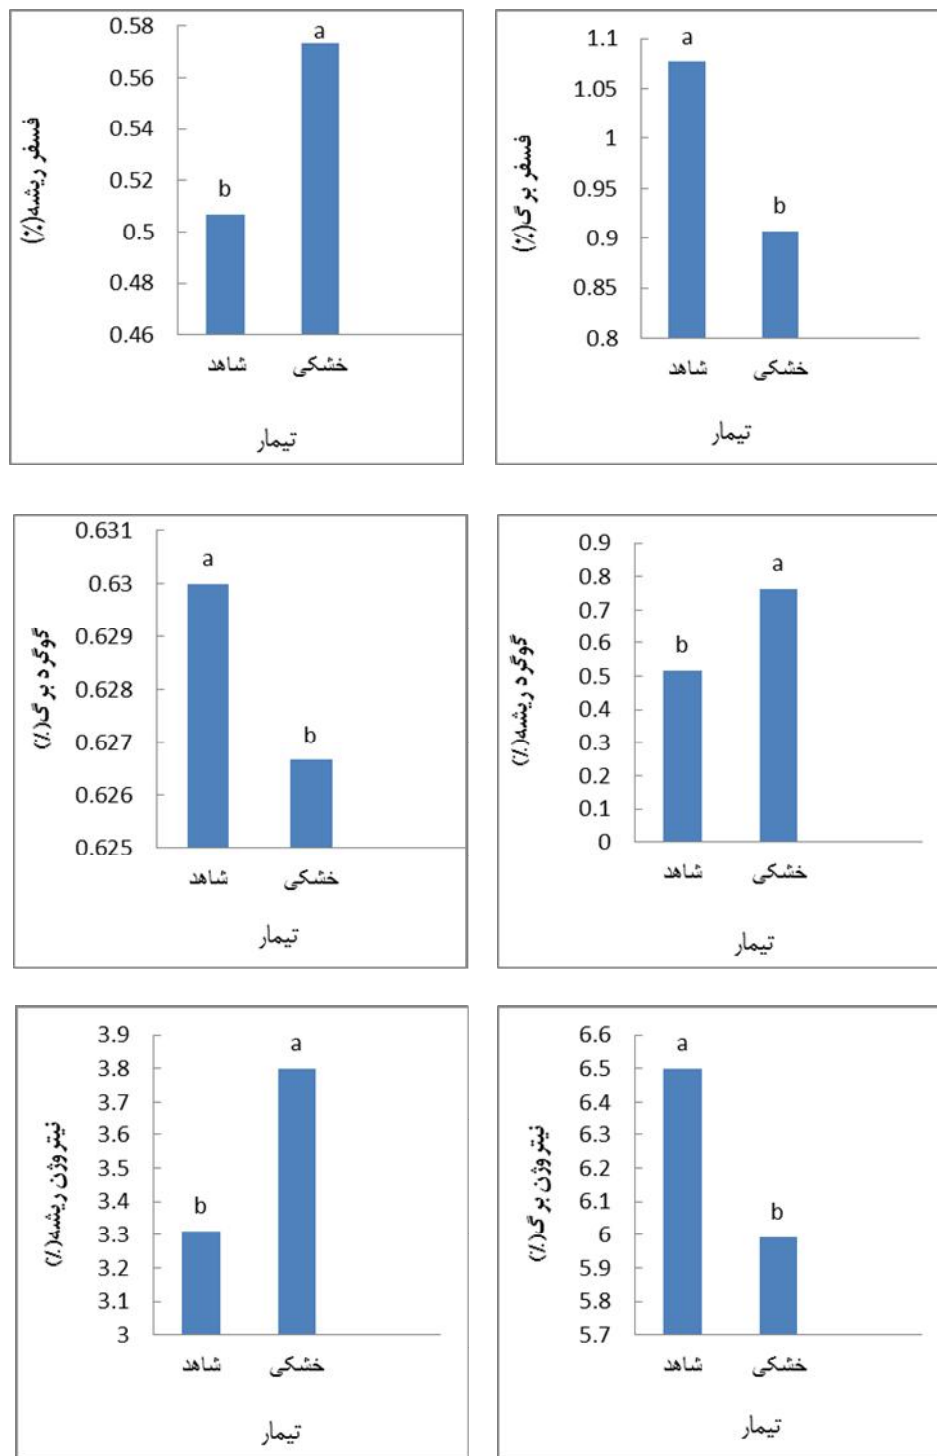 0.58
0.56
0.54
0.52
0.5
0.48
0.46
a
b
فسفر ریشه(%)
شاهد
خشکی
تیمار
1.1
1.05
1
0.95
0.9
0.85
0.8
a
b
فسفر برگ(%)
شاهد
خشکی
تیمار
0.631
0.63
0.629
0.628
0.627
0.626
0.625
a
b
گوگرد برگ(٪)
شاهد
خشکی
تیمار
0.9
0.8
0.7
0.6
0.5
0.4
0.3
0.2
0.1
0
a
b
گوگرد ریشه(٪)
شاهد
خشکی
تیمار
3.9
3.8
3.7
3.6
3.5
3.4
3.3
3.2
3.1
3
a
b
نیتروژن ریشه(٪)
شاهد
خشکی
تیمار
6.6
6.5
6.4
6.3
6.2
6.1
6
5.9
5.8
5.7
a
b
نیتروژن برگ(٪)
شاهد
خشکی
تیمار